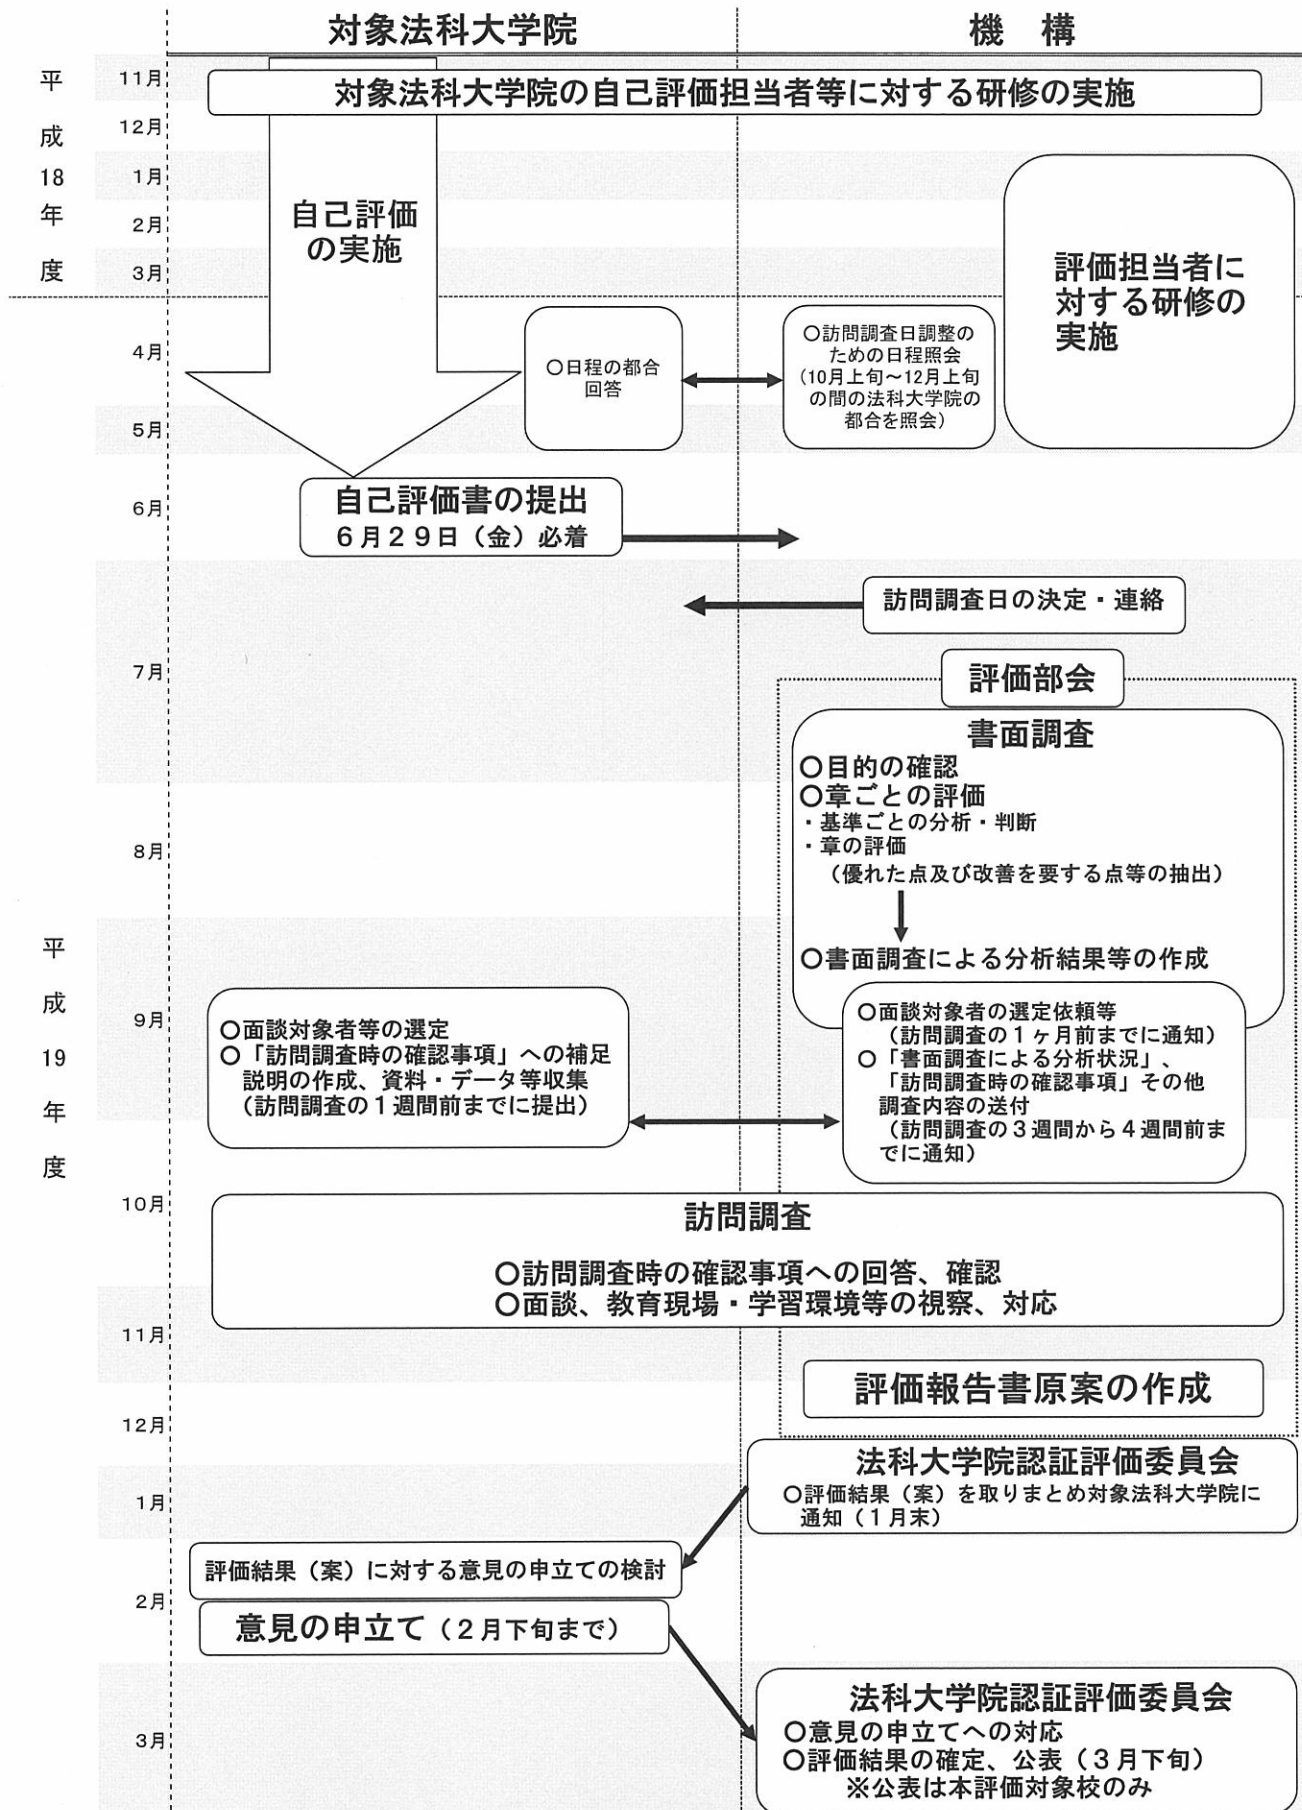 対象法科大学院
機 構
平成18年度
11月
対象法科大学院の自己評価担当者等に対する研修の実施
12月
1月
2月
3月
自己評価
の実施
評価担当者に
対する研修の
実施
平成19年度
4月
○日程の都合
回答
○訪問調査日調整の
ための日程照会
(10月上旬~12月上旬
の間の法科大学院の
都合を照会)
5月
6月
自己評価書の提出
6月29日(金)必着
訪問調査日の決定・連絡
7月
評価部会
書面調査
○目的の確認
○章ごとの評価
・基準ごとの分析・判断
・章の評価
(優れた点及び改善を要する点等の抽出)
8月
○書面調査による分析結果等の作成
9月
○面談対象者等の選定
○「訪問調査時の確認事項」への補足
説明の作成、資料・データ等収集
(訪問調査の1週間前までに提出)
○面談対象者の選定依頼等
(訪問調査の1ヶ月前までに通知)
○「書面調査による分析状況」、
「訪問調査時の確認事項」その他
調査内容の送付
(訪問調査の3週間から4週間前ま
でに通知)
10月
訪問調査
○訪問調査時の確認事項への回答、確認
○面談、教育現場・学習環境等の視察、対応
11月
評価報告書原案の作成
12月
法科大学院認証評価委員会
○評価結果(案)を取りまとめ対象法科大学院に
通知(1月末)
1月
評価結果(案)に対する意見の申立ての検討
2月
意見の申立て(2月下旬まで)
法科大学院認証評価委員会
○意見の申立てへの対応
○評価結果の確定、公表(3月下旬)
※公表は本評価対象校のみ
3月